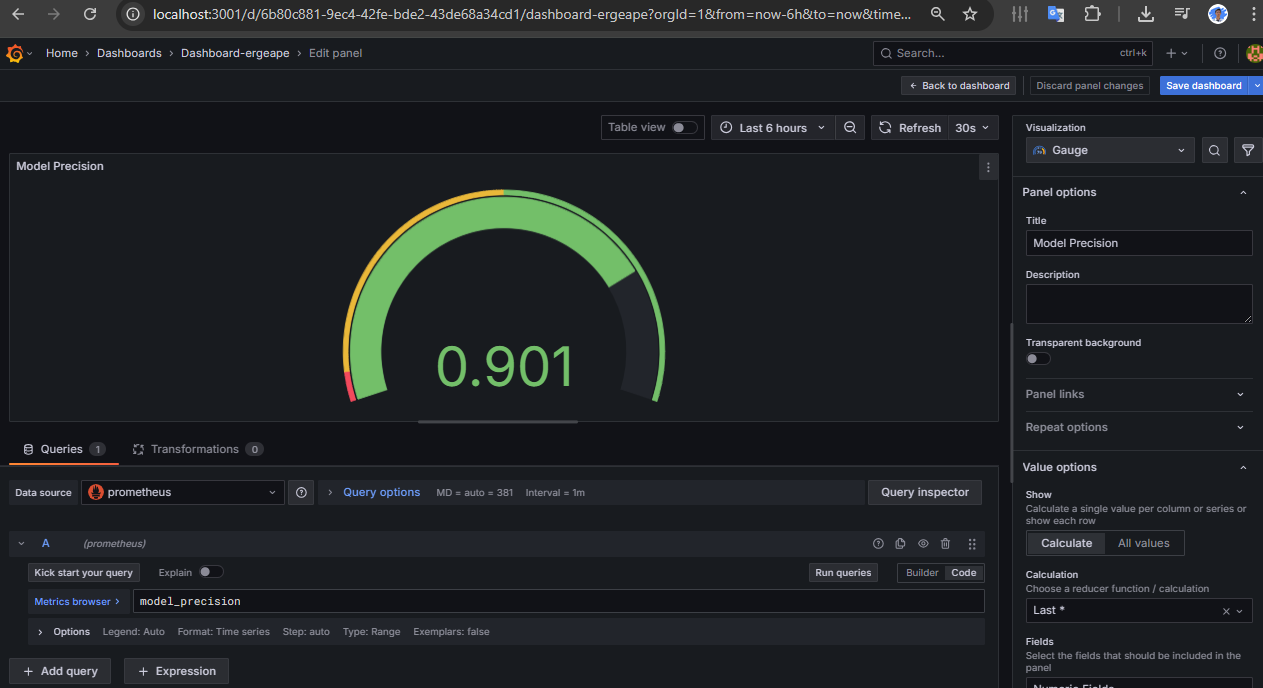 localhost:3001/d/6b80c881-9ec4-42fe-bde2-43de68a34cd1/dashboard-ergeape?orgId=1&from=now-6h&to=now&time...
Home > Dashboards > Dashboard-ergeape > Edit panel
Search... ctrl+k
← Back to dashboard Discard panel changes Save dashboard
Table view Last 6 hours Refresh 30s
Model Precision
0.901
Queries 1 Transformations 0
Data source prometheus > Query options MD = auto = 381 Interval = 1m Query inspector
A (prometheus)
Kick start your query Explain Run queries Builder Code
Metrics browser > model_precision
> Options Legend: Auto Format: Time series Step: auto Type: Range Exemplars: false
+ Add query + Expression
Visualization
Gauge
Panel options
Title
Model Precision
Description
Transparent background
Panel links
Repeat options
Value options
Show
Calculate a single value per column or series or
show each row
Calculate All values
Calculation
Choose a reducer function / calculation
Last *
Fields
Select the fields that should be included in the
panel
Numeric Fields